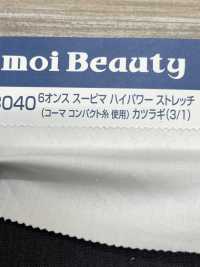 moi Beauty
3040
6オンス スーピマ ハイパワー ストレッチ
(コーマ コンパクト糸 使用) カツラギ(3/1)